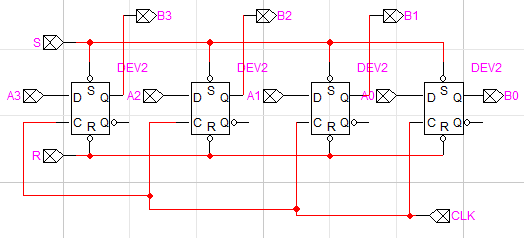 B3 B2 B1
S
DEV2 DEV2 DEV2 DEV2
S S S S
A3 D Q A2 D Q A1 D Q A0 D Q B0
C Q C Q C Q C Q
R R R R
R
CLK